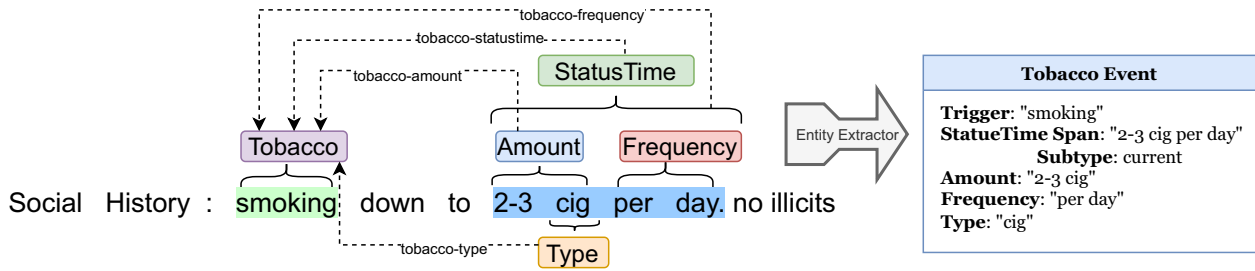 tobacco-frequency
tobacco-statustime
StatusTime
tobacco-amount
Tobacco
Amount
Frequency
Social History : smoking down to 2-3 cig per day. no illicits
tobacco-type
Type
Entity Extractor
Tobacco Event
Trigger: "smoking"
StatueTime Span: "2-3 cig per day"
Subtype: current
Amount: "2-3 cig"
Frequency: "per day"
Type: "cig"